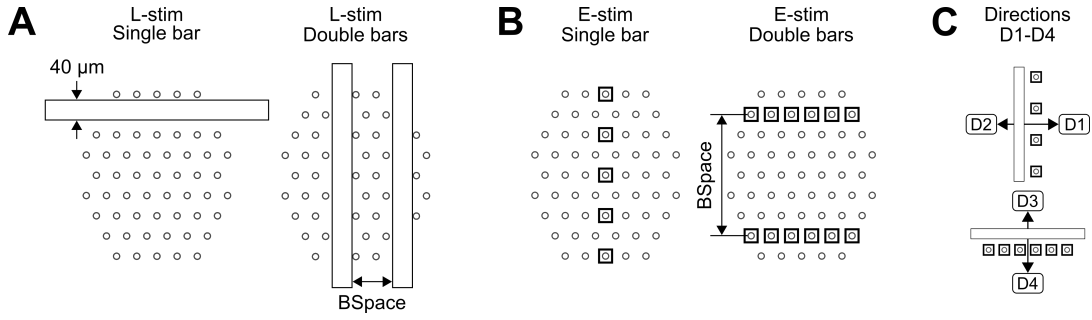 A
L-stim
Single bar
L-stim
Double bars
40 µm
BSpace
B
E-stim
Single bar
E-stim
Double bars
BSpace
C
Directions
D1-D4
D2
D1
D3
D4